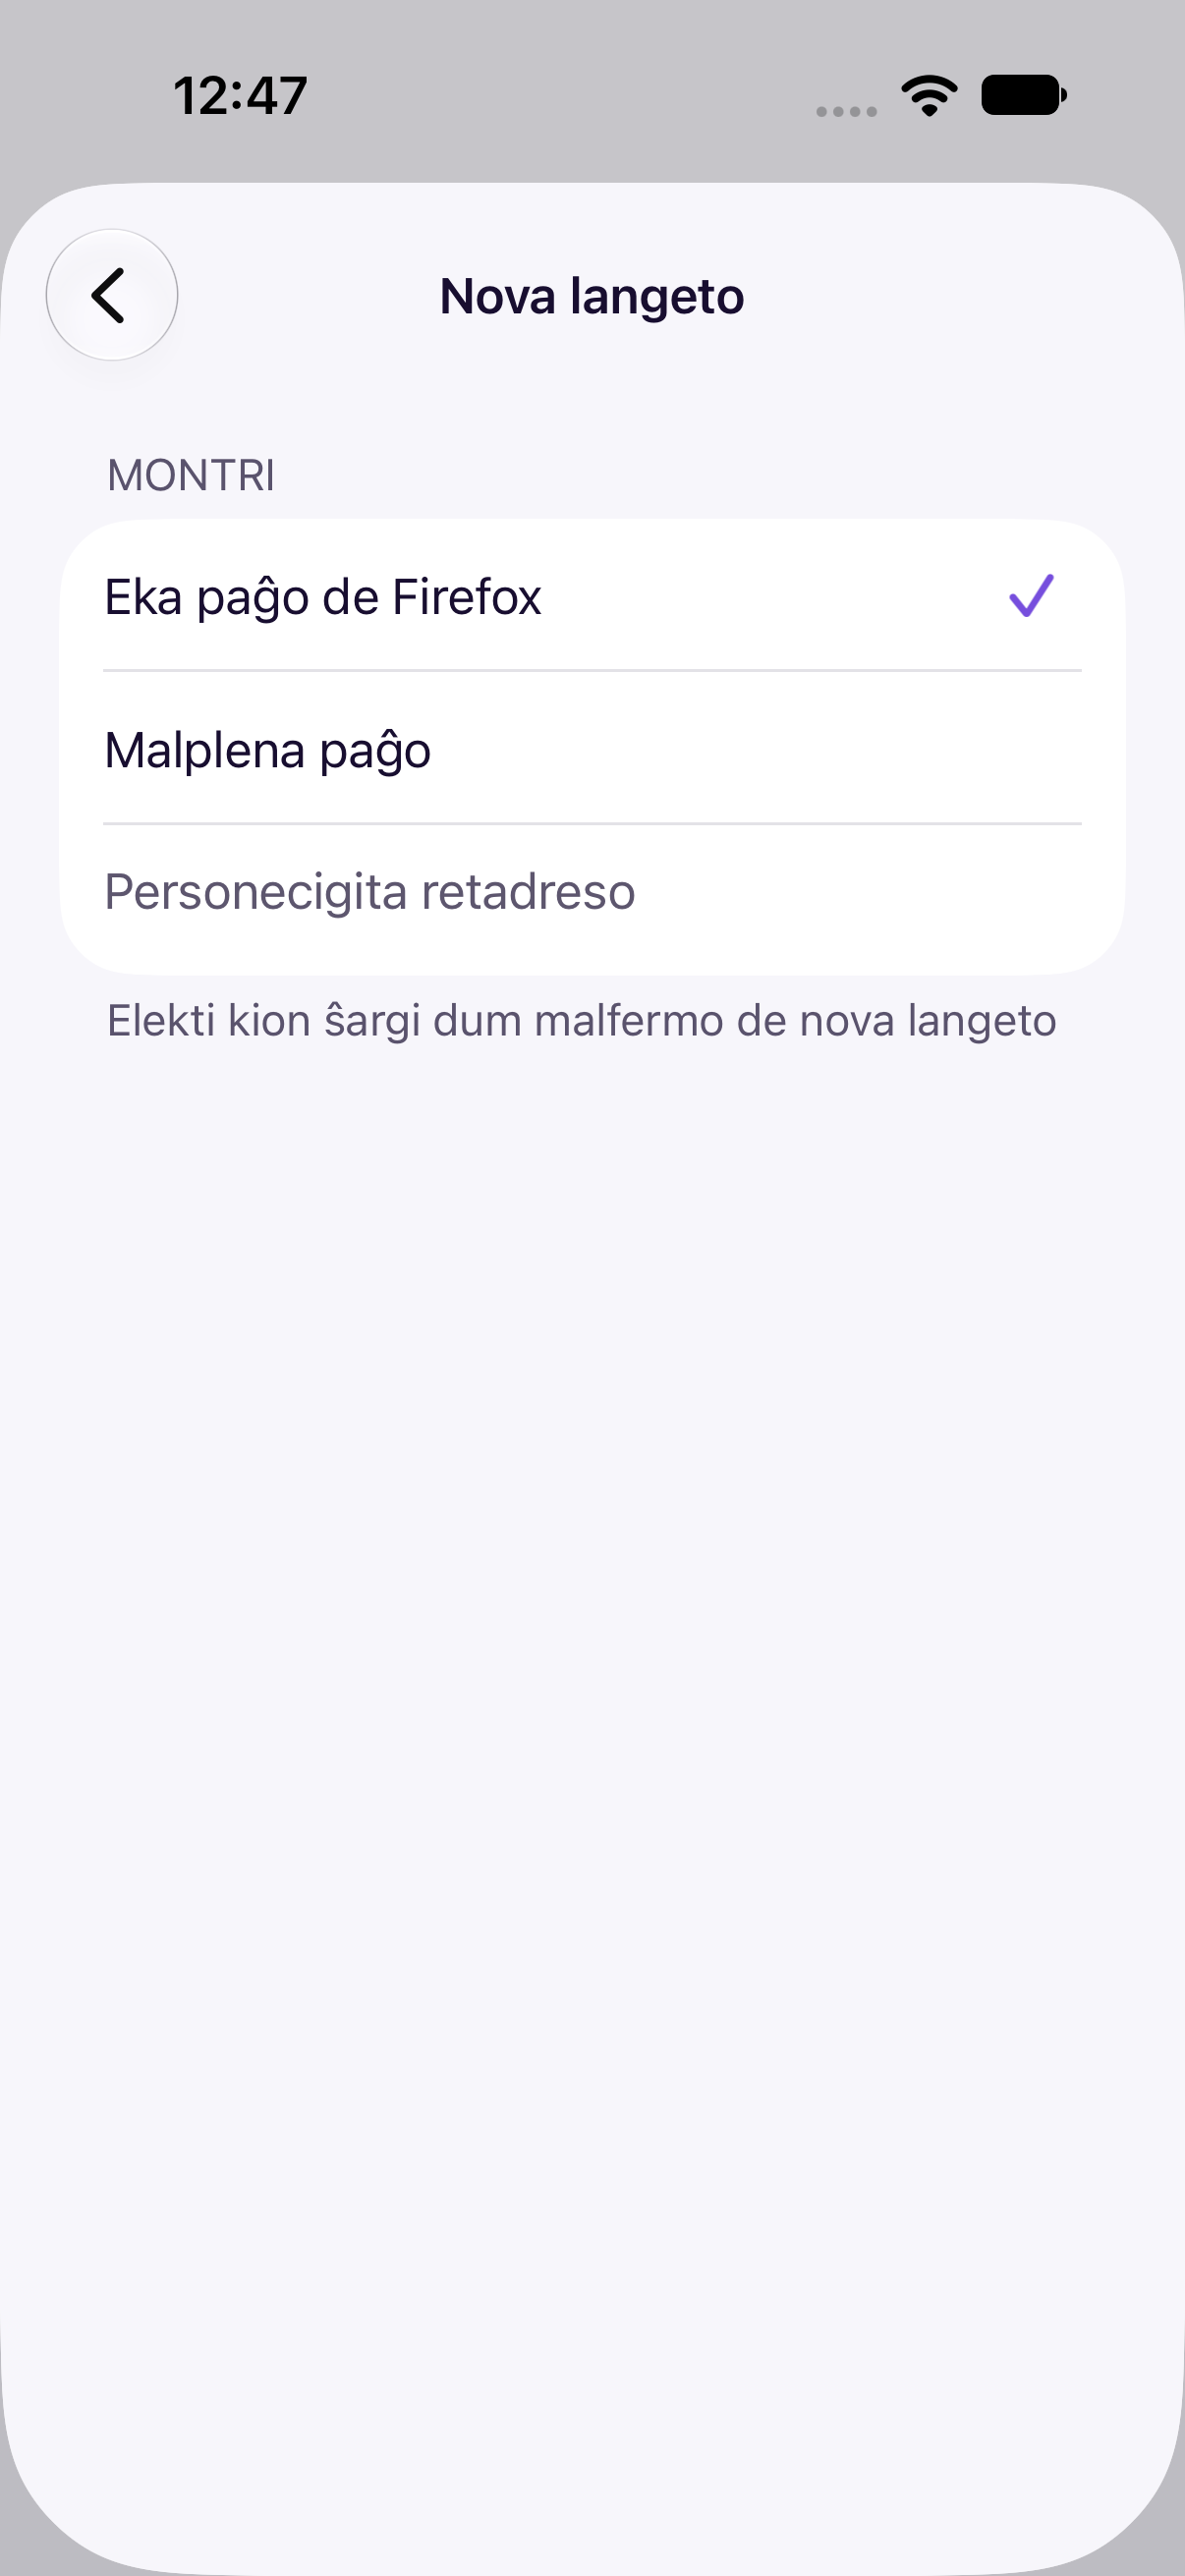 12:47
Nova langeto
MONTRI
Eka paĝo de Firefox
Malplena paĝo
Personecigita retadreso
Elekti kion ŝargi dum malfermo de nova langeto